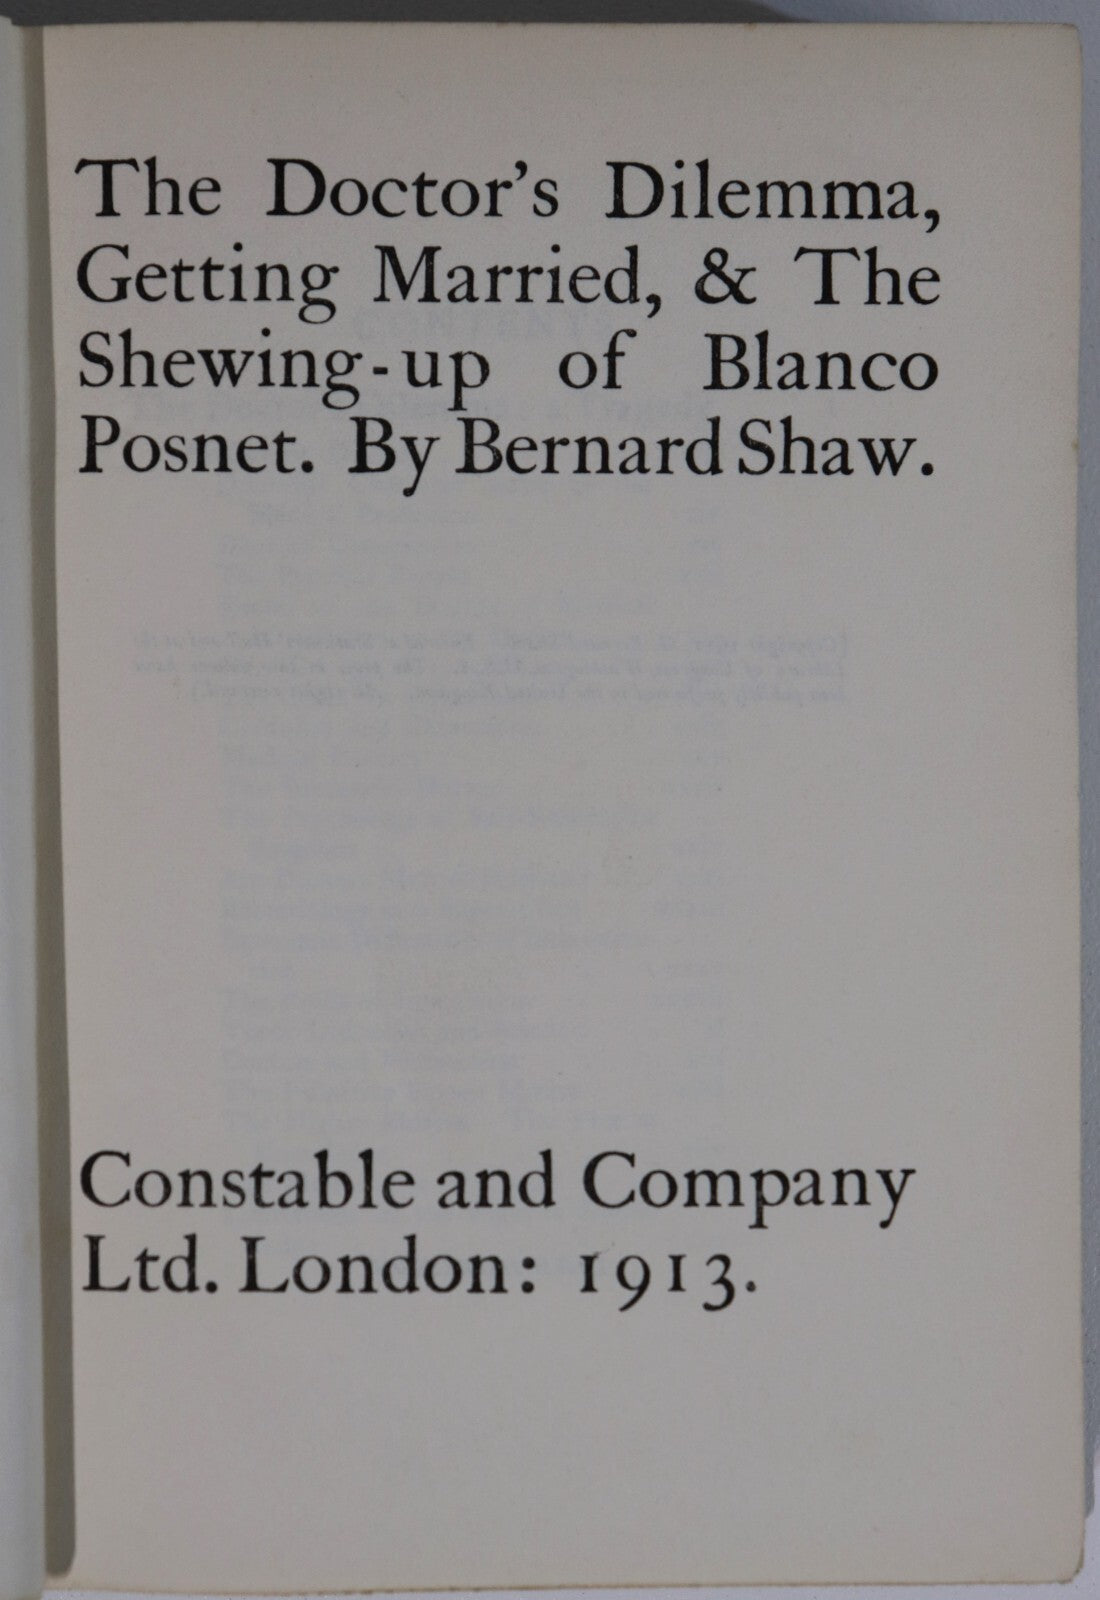 The Doctor's Dilemma,
Getting Married, & The
Shewing-up of Blanco
Posnet. By Bernard Shaw.
Constable and Company
Ltd. London: 1913.